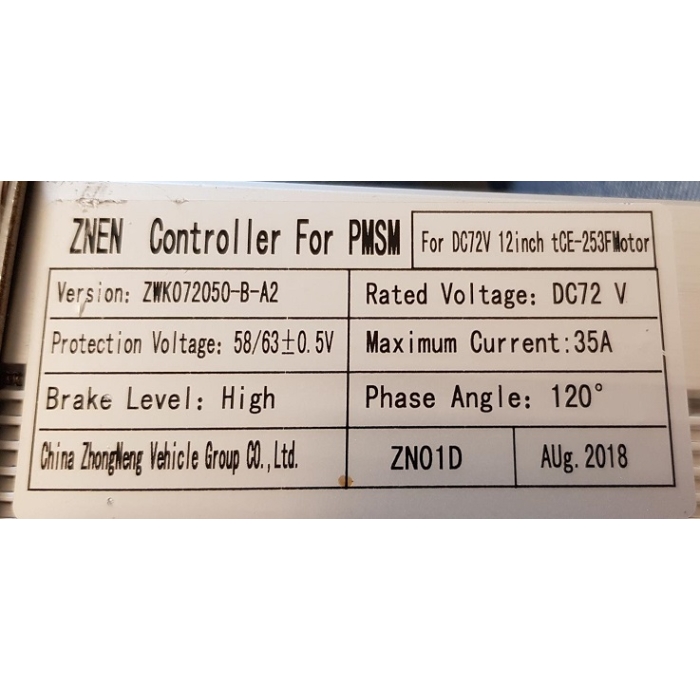 ZNEN Controller For PMSM For DC72V 12inch tCE-253FMotor
Version: ZWK072050-B-A2 Rated Voltage: DC72 V
Protection Voltage: 58/63±0.5V Maximum Current:35A
Brake Level: High Phase Angle: 120°
China ZhongNeng Vehicle Group CO.,Ltd. ZN01D AUg.2018